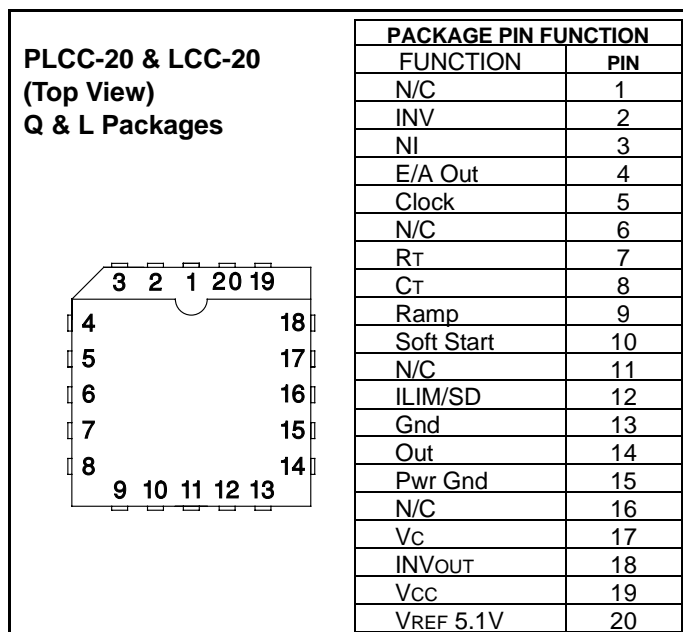 PLCC-20 & LCC-20
(Top View)
Q & L Packages
3 2 1 20 19
4 18
5 17
6 16
7 15
8 14
9 10 11 12 13
PACKAGE PIN FUNCTION
FUNCTION PIN
N/C 1
INV 2
NI 3
E/A Out 4
Clock 5
N/C 6
RT 7
CT 8
Ramp 9
Soft Start 10
N/C 11
ILIM/SD 12
Gnd 13
Out 14
Pwr Gnd 15
N/C 16
VC 17
INVOUT 18
VCC 19
VREF 5.1V 20